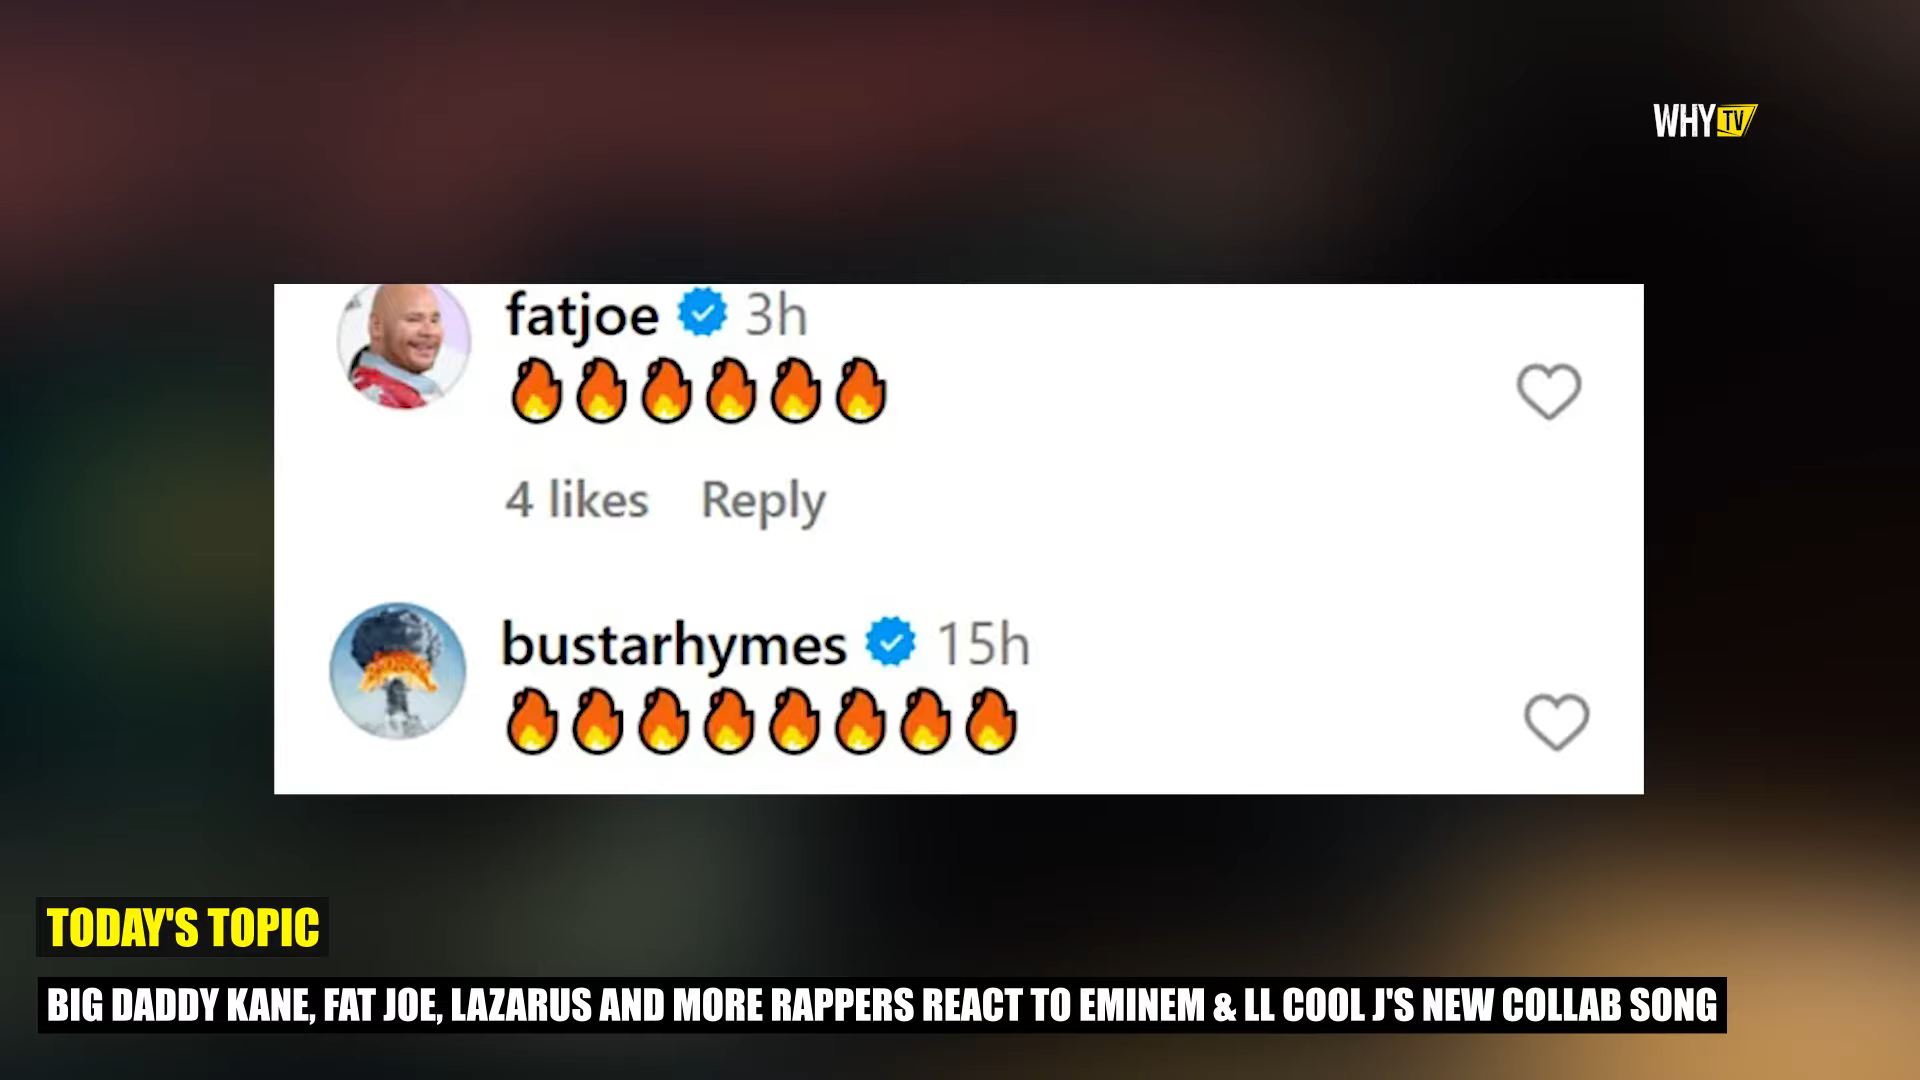 WHY TV
fatjoe 3h
🔥🔥🔥🔥🔥🔥
4 likes Reply
bustarhymes 15h
🔥🔥🔥🔥🔥🔥🔥🔥
TODAY'S TOPIC
BIG DADDY KANE, FAT JOE, LAZARUS AND MORE RAPPERS REACT TO EMINEM & LL COOL J'S NEW COLLAB SONG